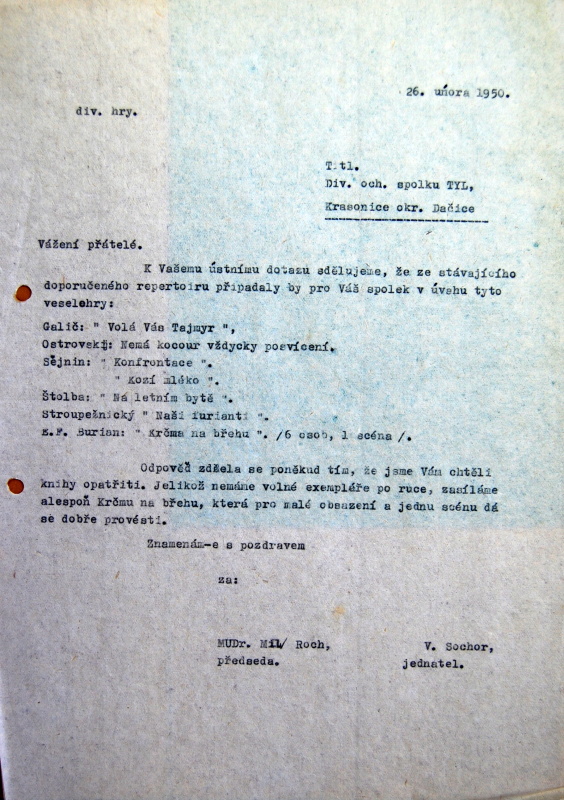 26. února 1950.
div. hry.
Titl.
Div. och. spolku TYL,
Krasonice okr. Dačice
Vážení přátelé.
K Vašemu ústnímu dotazu sdělujeme, že ze stávajícího
doporučeného repertoiru připadaly by pro Váš spolek v úvahu tyto
veselohry:
Galič: " Volá Vás Tajmyr ",
Ostrovský: Nemá kocour vždycky posvícení.
Sějnin: " Konfrontace ".
" Kozí mléko ".
Štolba: " Na letním bytě ".
Stroupežnický " Naši furianti ".
E.F. Burian: " Krčma na břehu ". /6 osob, 1 scéna /.
Odpověď zdžela se poněkud tím, že jsme Vám chtěli
knihy opatřiti. Jelikož nemáme volné exempláře po ruce, zasíláme
alespoň Krčmu na břehu, která pro malé obsazení a jednu scénu dá
se dobře provésti.
Znamenám-e s pozdravem
za:
MUDr. Mil/ Roch,
V. Sochor,
předseda.
jednatel.